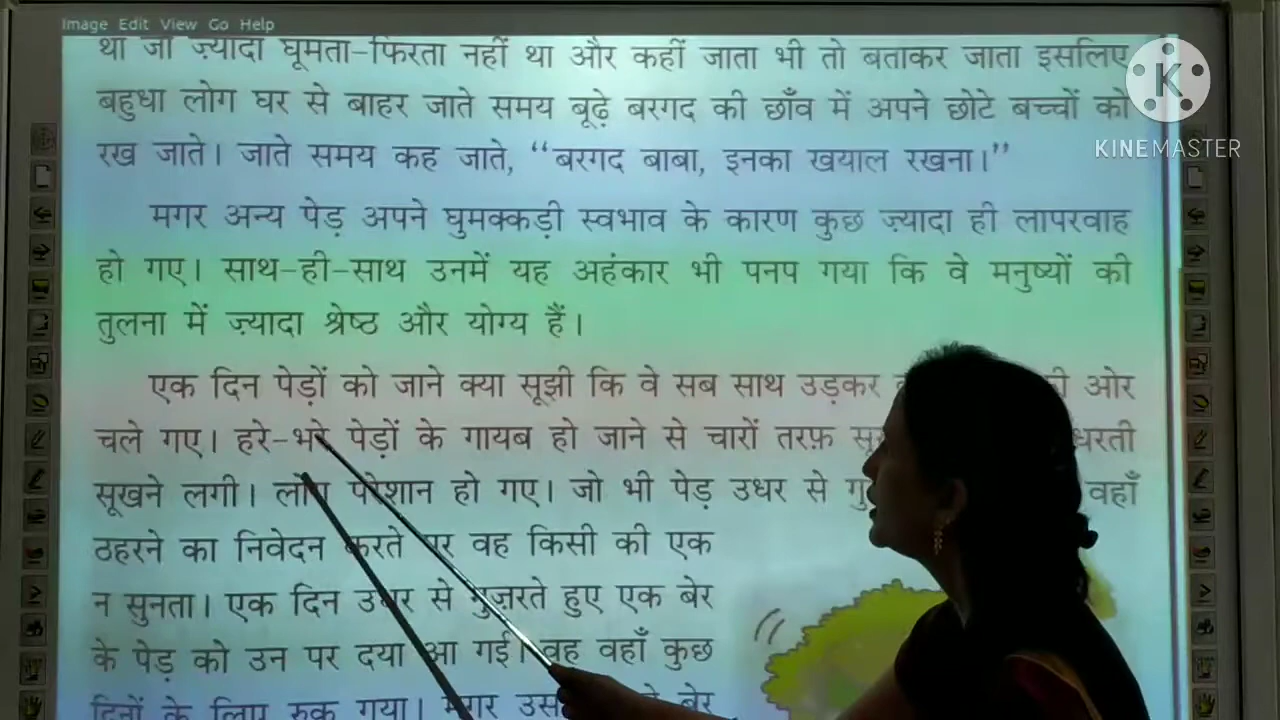 Image Edit View Go Help
था जो ज़्यादा घूमता-फिरता नहीं था और कहीं जाता भी तो बताकर जाता इसलिए
बहुधा लोग घर से बाहर जाते समय बूढ़े बरगद की छाँव में अपने छोटे बच्चों को
रख जाते। जाते समय कह जाते, “बरगद बाबा, इनका खयाल रखना।”
मगर अन्य पेड़ अपने घुमक्कड़ी स्वभाव के कारण कुछ ज़्यादा ही लापरवाह
हो गए। साथ-ही-साथ उनमें यह अहंकार भी पनप गया कि वे मनुष्यों की
तुलना में ज़्यादा श्रेष्ठ और योग्य हैं।
एक दिन पेड़ों को जाने क्या सूझी कि वे सब साथ उड़कर की ओर
चले गए। हरे-भरे पेड़ों के गायब हो जाने से चारों तरफ़ धरती
सूखने लगी। लोग परेशान हो गए। जो भी पेड़ उधर से वहाँ
ठहरने का निवेदन करते पर वह किसी की एक
न सुनता। एक दिन उधर से गुज़रते हुए एक बेर
के पेड़ को उन पर दया आ गई। वह वहाँ कुछ
दिनों के लिए रुक गया। मगर बेर
K
KINEMASTER